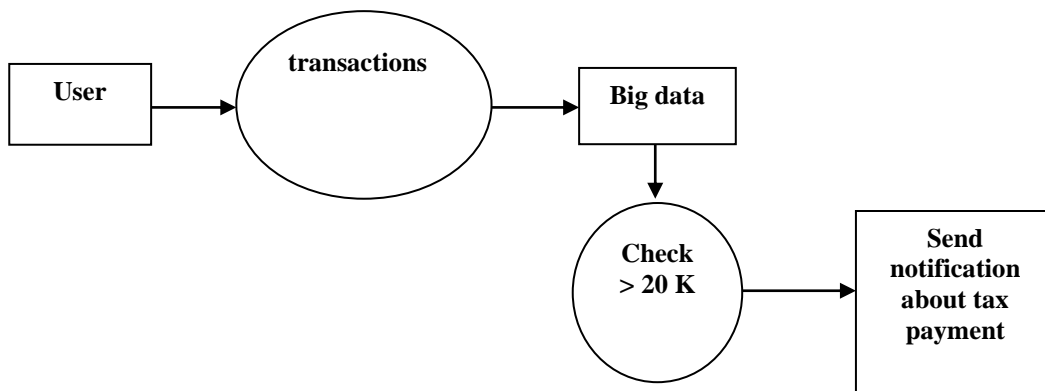 User
transactions
Big data
Check
> 20 K
Send
notification
about tax
payment